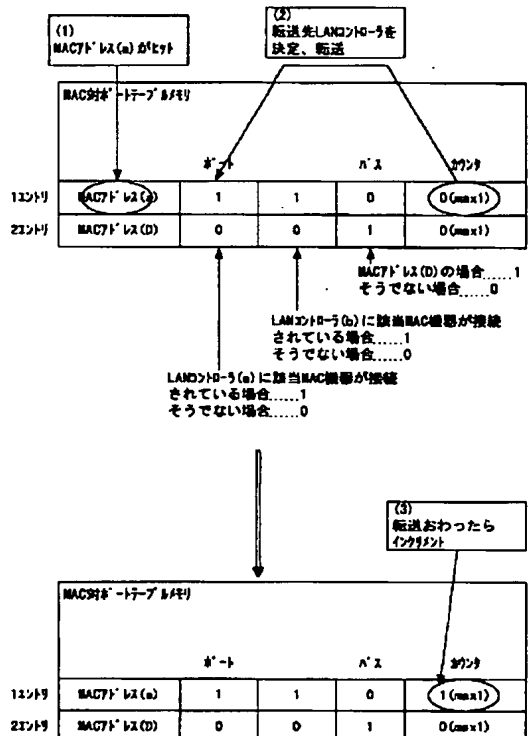 (1)
MACアドレス(a)がヒット
(2)
転送先LANコントローラを
決定、転送
MAC対ポートテーブルメモリ
ポート バス カウンタ
1エントリ MACアドレス(a) 1 1 0 0(max1)
2エントリ MACアドレス(D) 0 0 1 0(max1)
MACアドレス(D)の場合......1
そうでない場合......0
LANコントローラ(b)に該当MAC機器が接続
されている場合......1
そうでない場合......0
LANコントローラ(a)に該当MAC機器が接続
されている場合......1
そうでない場合......0
(3)
転送おわったら
インクリメント
MAC対ポートテーブルメモリ
ポート バス カウンタ
1エントリ MACアドレス(a) 1 1 0 1(max1)
2エントリ MACアドレス(D) 0 0 1 0(max1)